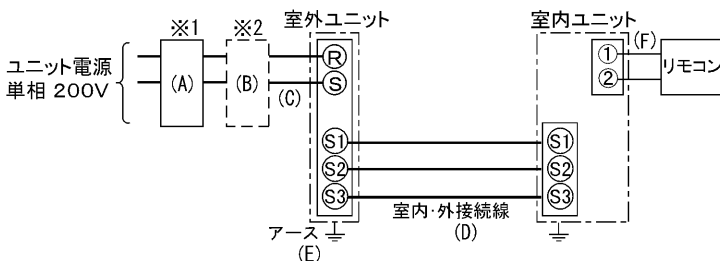 ※1
※2
室外ユニット
室内ユニット
ユニット電源
単相 200V
(A)
(B)
(C)
R
S
S1
S2
S3
室内・外接続線
(D)
アース
(E)
S1
S2
S3
1
2
(F)
リモコン